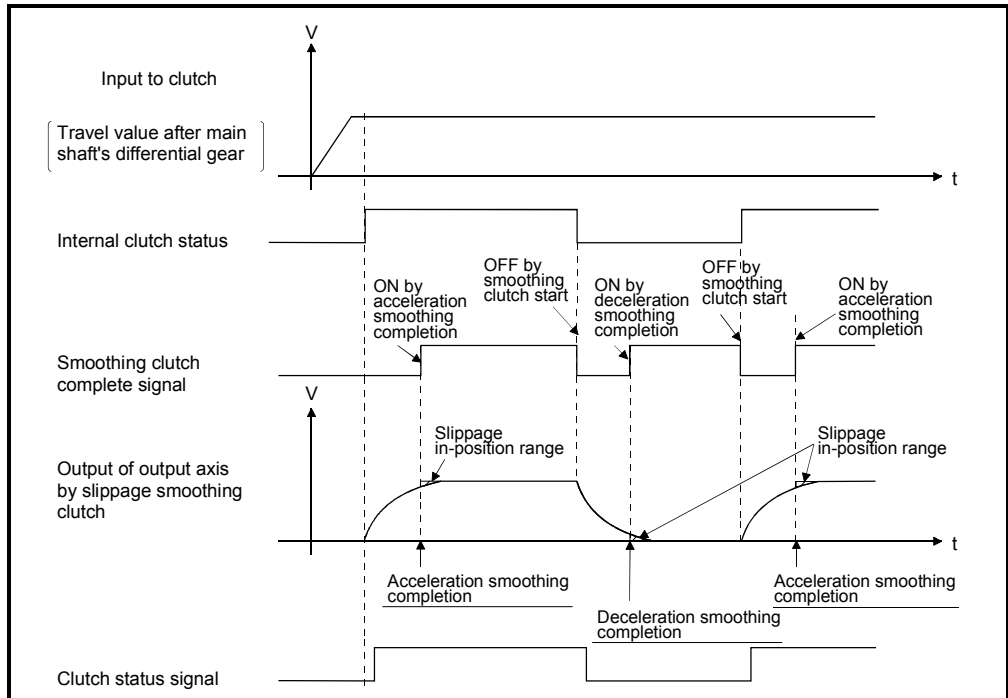 V
Input to clutch
Travel value after main
shaft's differential gear
t
Internal clutch status
OFF by
smoothing
clutch start
ON by
acceleration
smoothing
completion
ON by
deceleration
smoothing
completion
OFF by
smoothing
clutch start
ON by
acceleration
smoothing
completion
Smoothing clutch
complete signal
V
Slippage
in-position range
Slippage
in-position range
Output of output axis
by slippage smoothing
clutch
t
Acceleration smoothing
completion
Deceleration smoothing
completion
Acceleration smoothing
completion
Clutch status signal